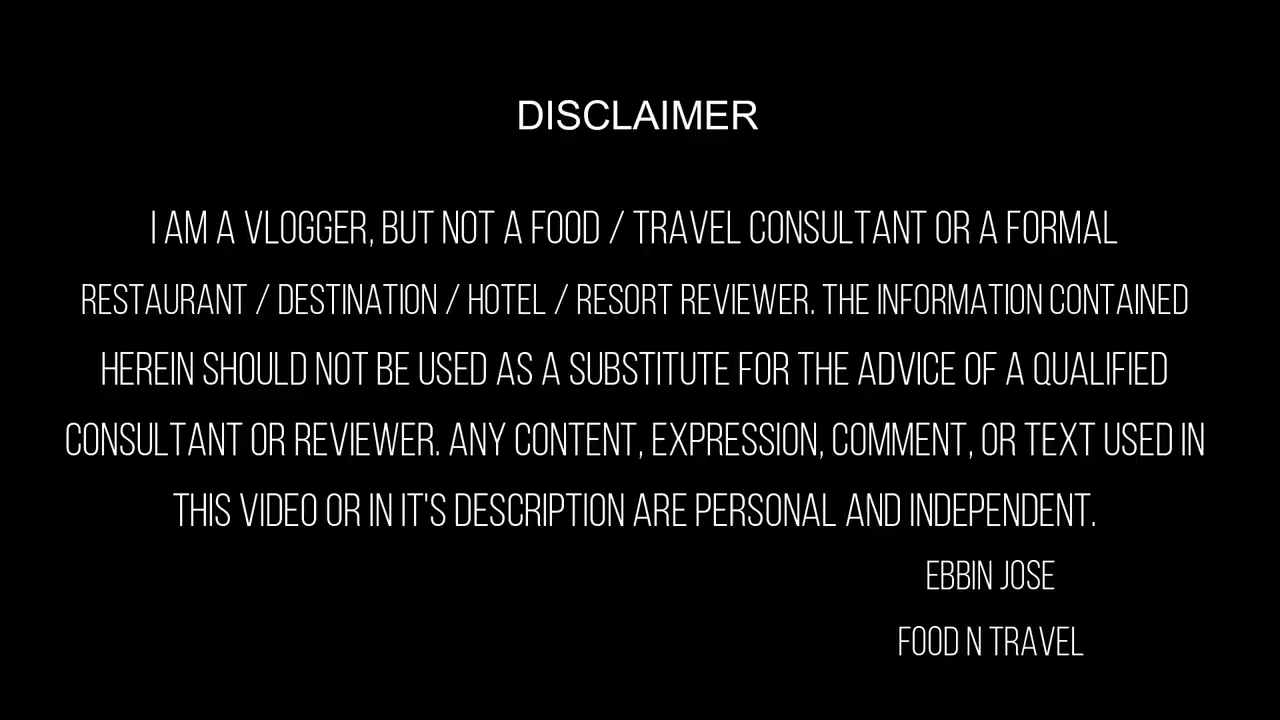 DISCLAIMER
I AM A VLOGGER, BUT NOT A FOOD / TRAVEL CONSULTANT OR A FORMAL
RESTAURANT / DESTINATION / HOTEL / RESORT REVIEWER. THE INFORMATION CONTAINED
HEREIN SHOULD NOT BE USED AS A SUBSTITUTE FOR THE ADVICE OF A QUALIFIED
CONSULTANT OR REVIEWER. ANY CONTENT, EXPRESSION, COMMENT, OR TEXT USED IN
THIS VIDEO OR IN IT'S DESCRIPTION ARE PERSONAL AND INDEPENDENT.
EBBIN JOSE
FOOD N TRAVEL